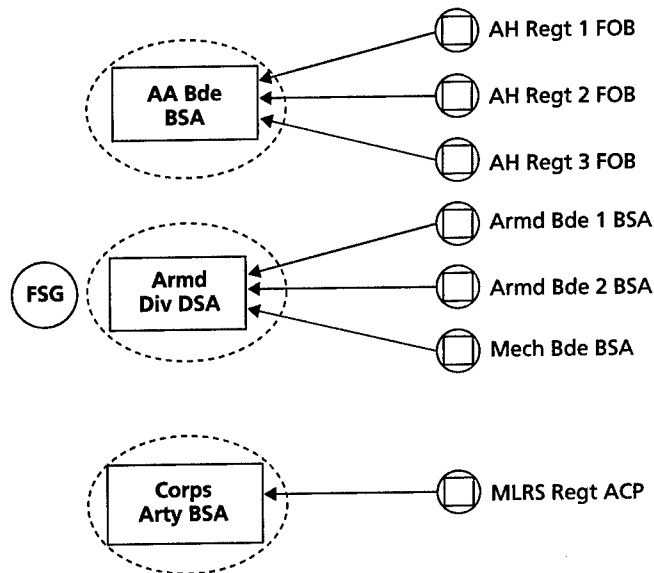 AH Regt 1 FOB
AA Bde
BSA
AH Regt 2 FOB
AH Regt 3 FOB
Armd Bde 1 BSA
FSG
Armd
Div DSA
Armd Bde 2 BSA
Mech Bde BSA
Corps
Arty BSA
MLRS Regt ACP